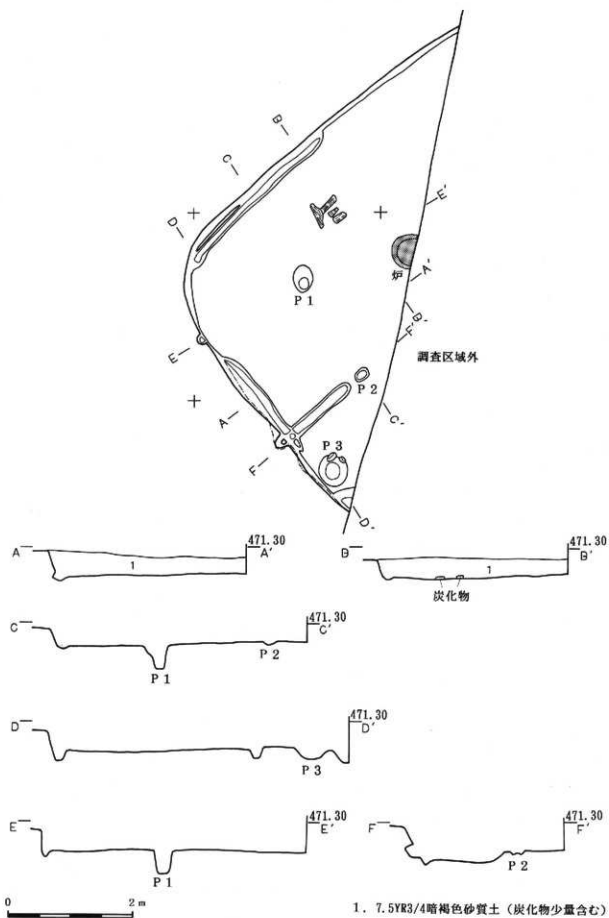 B
C
D
E'
炉
A'
P 1
B'
F'
調査区域外
E
P 2
A
C'
F
P 3
D'
471.30
A
A'
1
471.30
B
B'
1
炭化物
471.30
C
C'
P 1
P 2
471.30
D
D'
P 3
471.30
E
E'
P 1
471.30
F
F'
P 2
0 2 m
1. 7.5YR3/4暗褐色砂質土（炭化物少量含む）